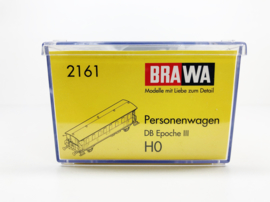 2161
BRAWA
Modelle mit Liebe zum Detail
Personenwagen
DB Epoche III
H0